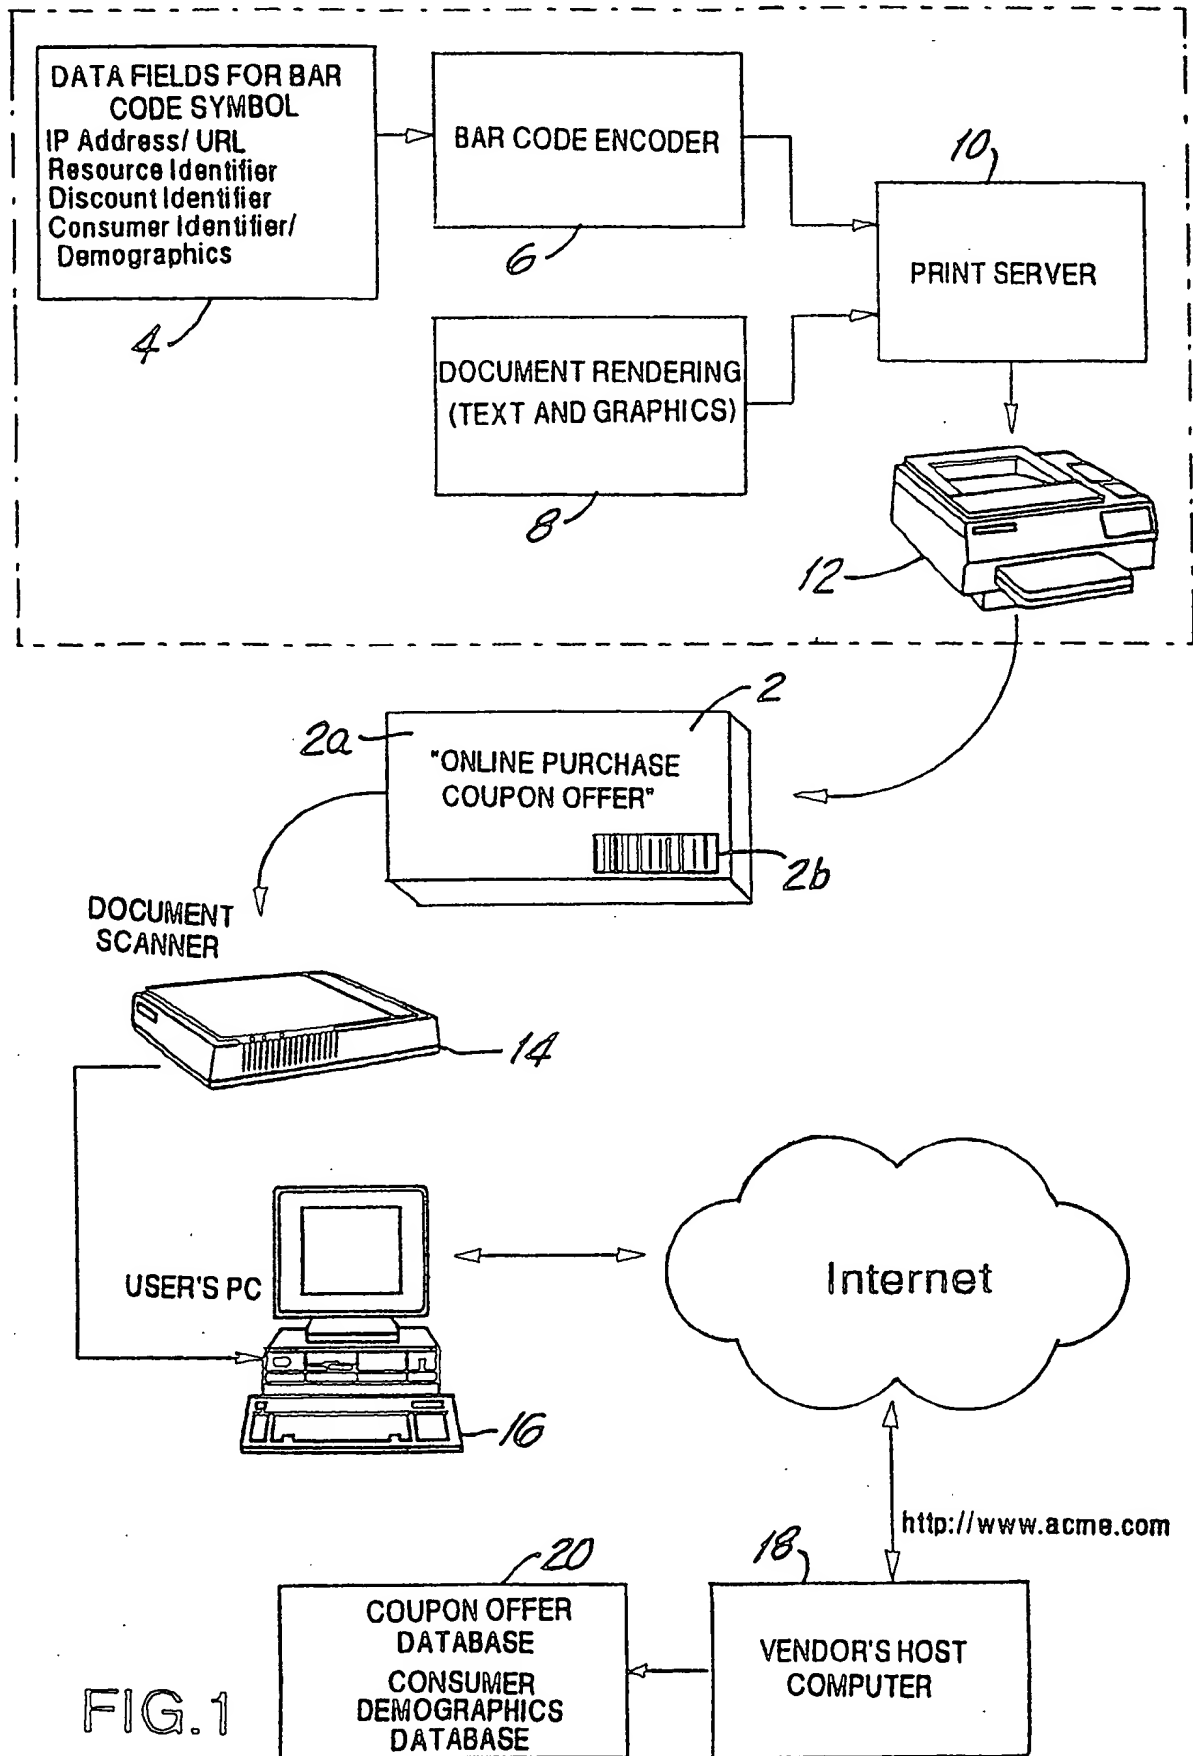 DATA FIELDS FOR BAR
CODE SYMBOL
IP Address/ URL
Resource Identifier
Discount Identifier
Consumer Identifier/
Demographics
4
BAR CODE ENCODER
6
10
PRINT SERVER
DOCUMENT RENDERING
(TEXT AND GRAPHICS)
8
12
2
2a
"ONLINE PURCHASE
COUPON OFFER"
2b
DOCUMENT
SCANNER
14
USER'S PC
16
Internet
http://www.acme.com
20
COUPON OFFER
DATABASE
CONSUMER
DEMOGRAPHICS
DATABASE
18
VENDOR'S HOST
COMPUTER
FIG.1